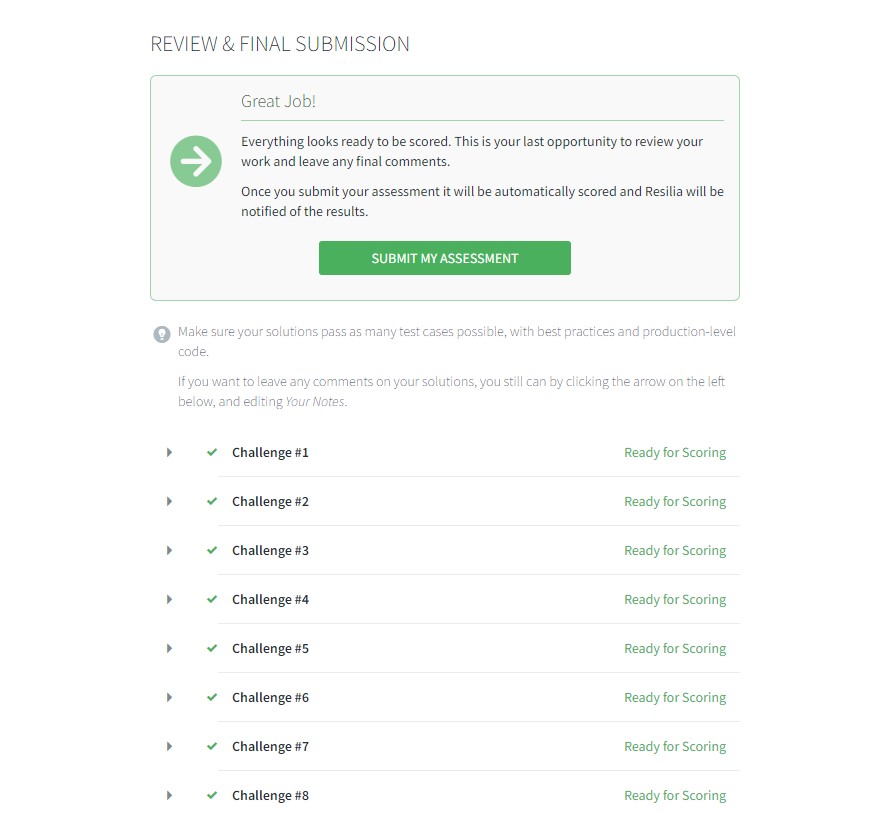 REVIEW & FINAL SUBMISSION
Great Job!
Everything looks ready to be scored. This is your last opportunity to review your
work and leave any final comments.
Once you submit your assessment it will be automatically scored and Resilia will be
notified of the results.
SUBMIT MY ASSESSMENT
Make sure your solutions pass as many test cases possible, with best practices and production-level
code.
If you want to leave any comments on your solutions, you still can by clicking the arrow on the left
below, and editing Your Notes.
Challenge #1 Ready for Scoring
Challenge #2 Ready for Scoring
Challenge #3 Ready for Scoring
Challenge #4 Ready for Scoring
Challenge #5 Ready for Scoring
Challenge #6 Ready for Scoring
Challenge #7 Ready for Scoring
Challenge #8 Ready for Scoring